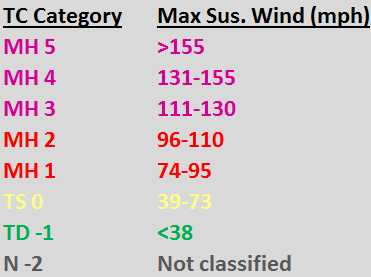 TC Category Max Sus. Wind (mph)
MH 5 >155
MH 4 131-155
MH 3 111-130
MH 2 96-110
MH 1 74-95
TS 0 39-73
TD -1 <38
N -2 Not classified